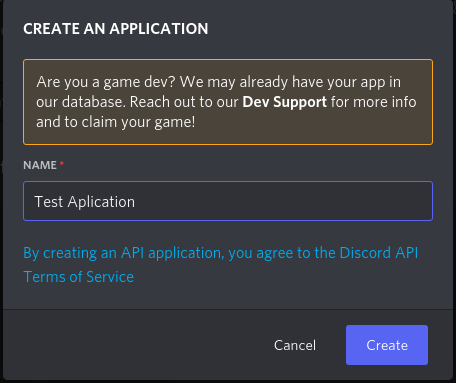 CREATE AN APPLICATION
Are you a game dev? We may already have your app in
our database. Reach out to our Dev Support for more info
and to claim your game!
NAME *
Test Aplication
By creating an API application, you agree to the Discord API
Terms of Service
Cancel
Create